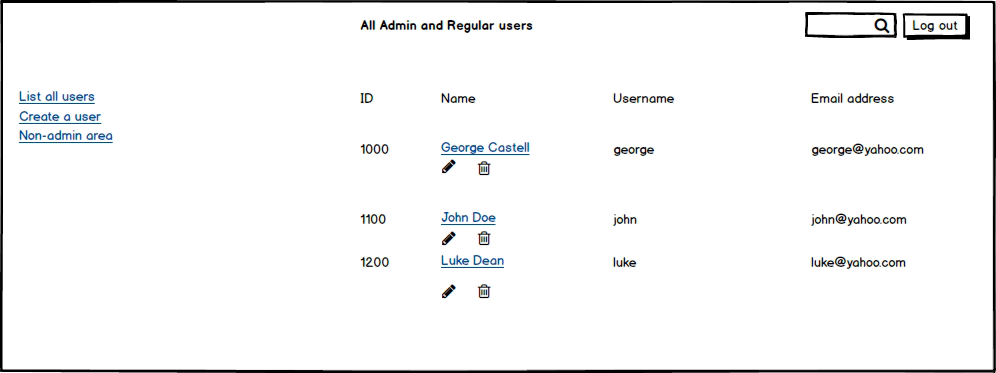 All Admin and Regular users
Log out
List all users
Create a user
Non-admin area
ID Name Username Email address
1000 George Castell george george@yahoo.com
1100 John Doe john john@yahoo.com
1200 Luke Dean luke luke@yahoo.com